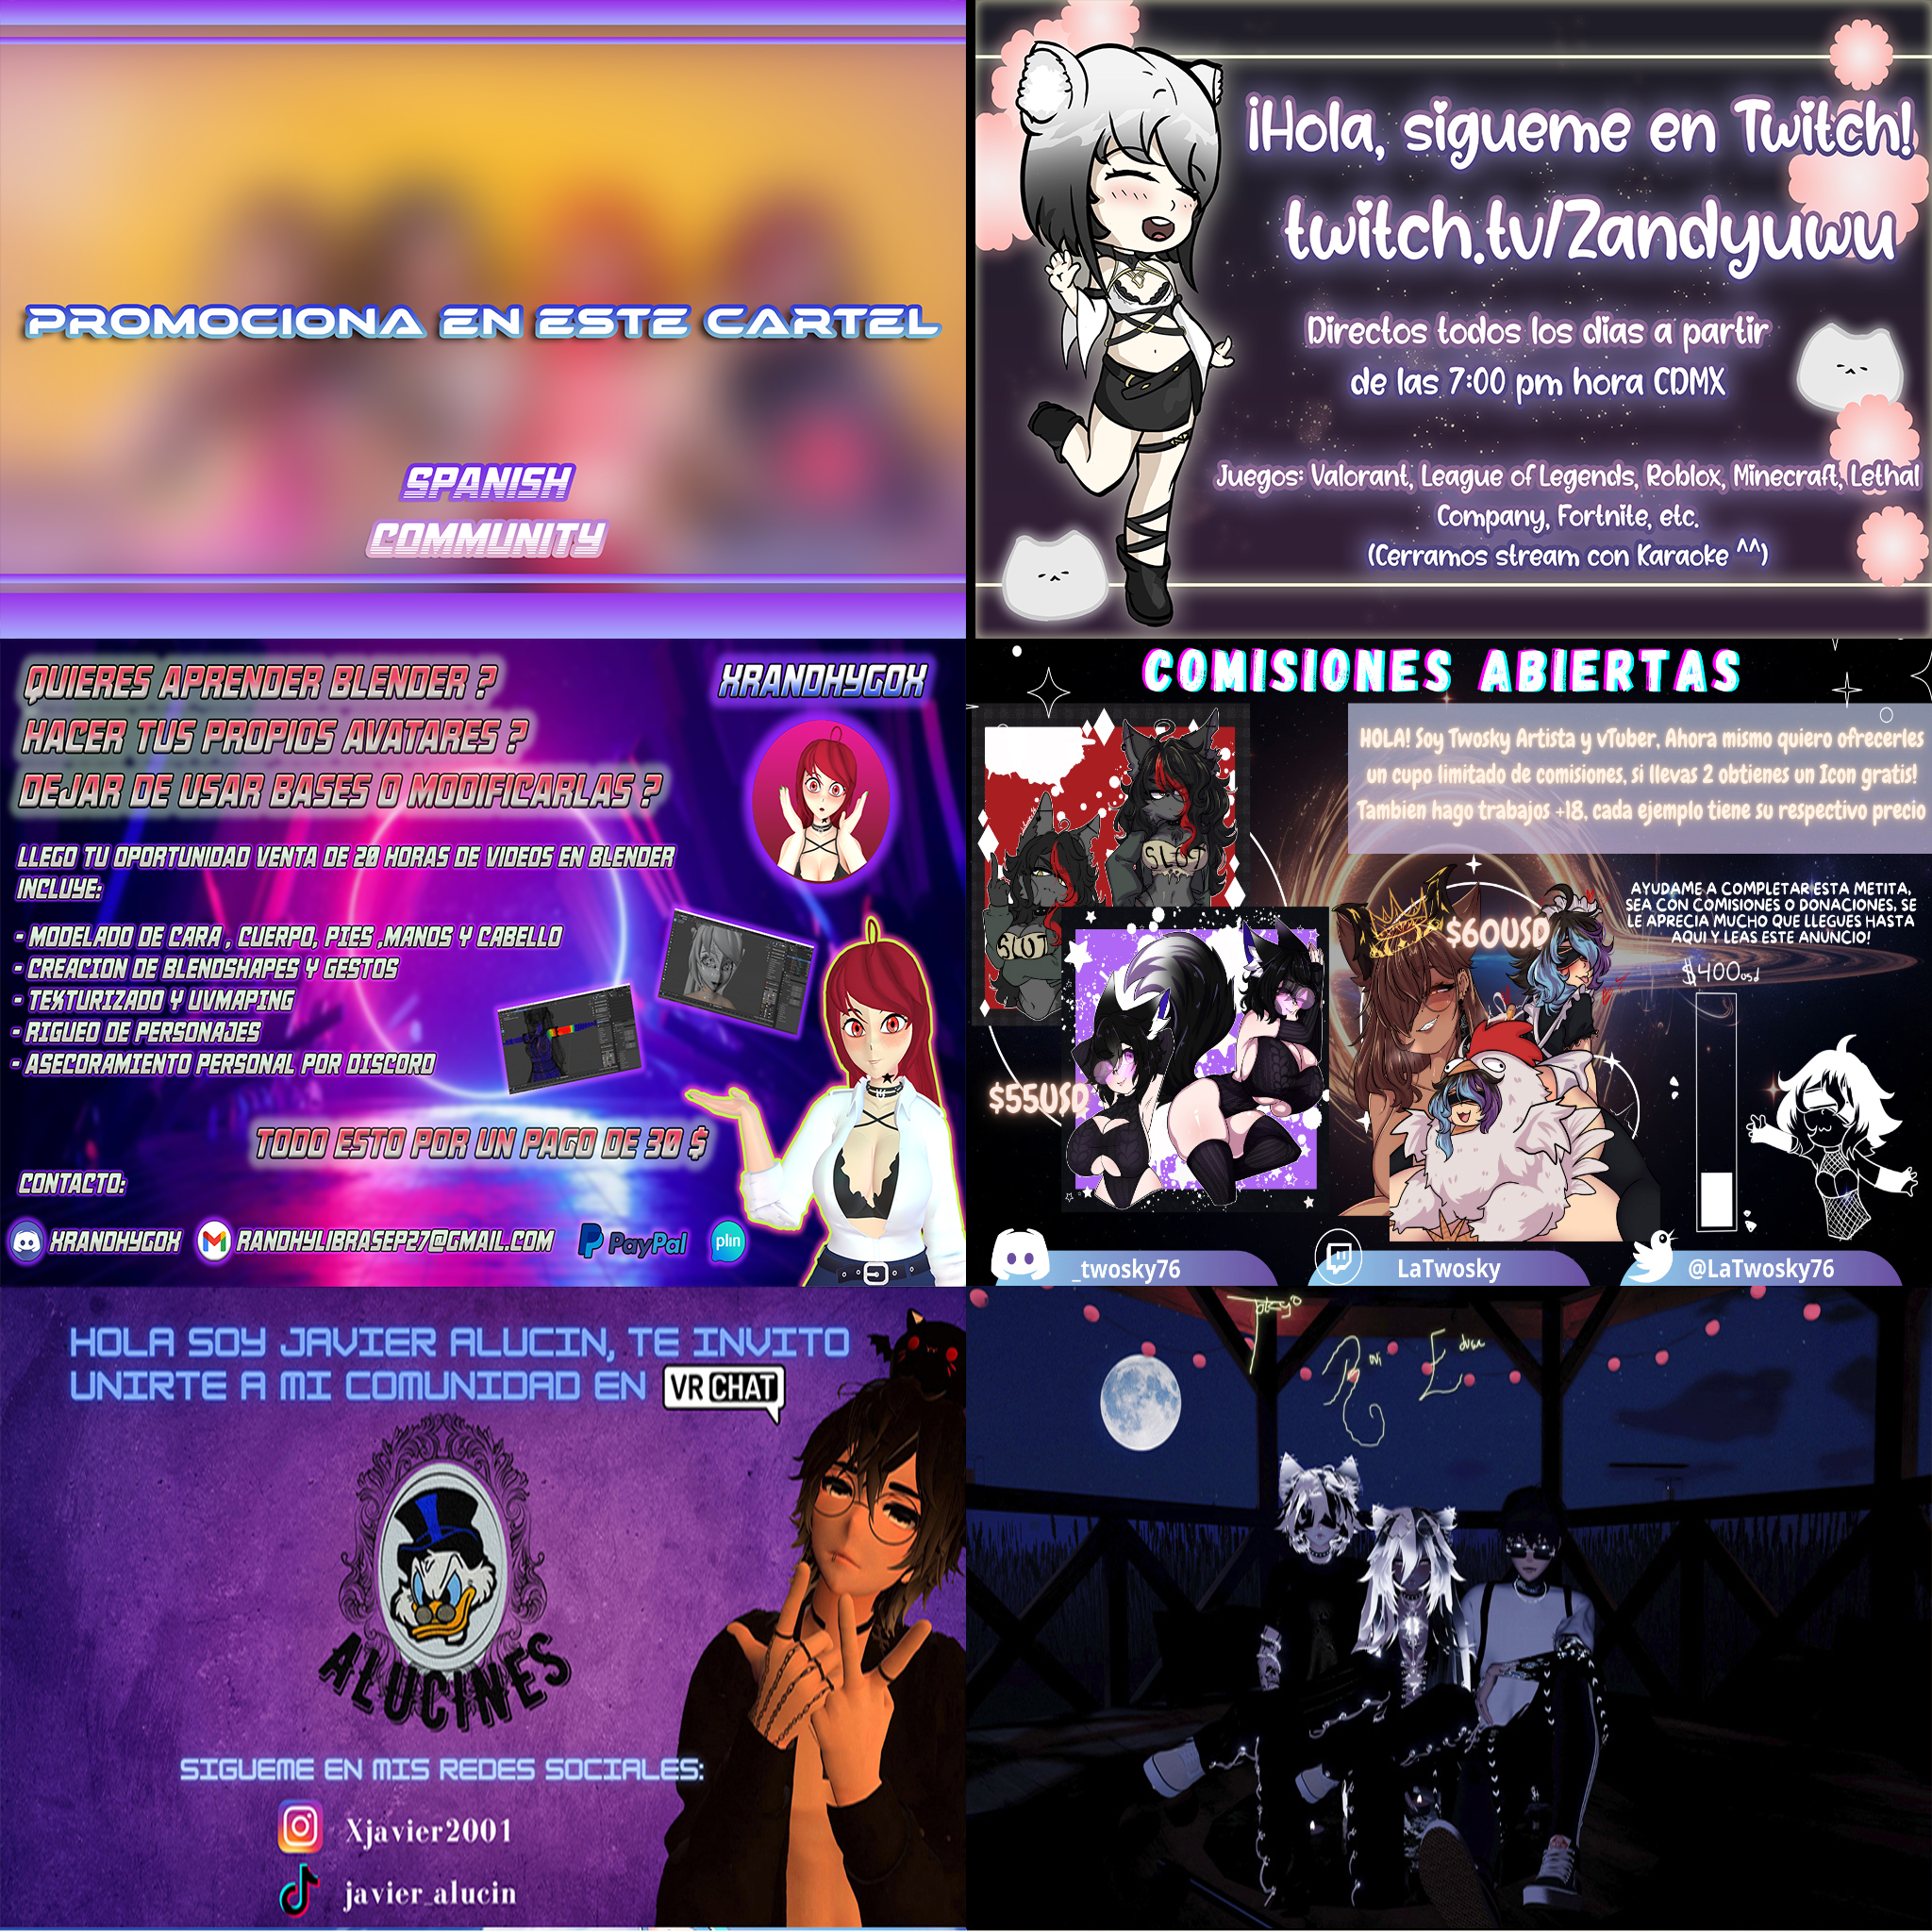 PROMOCIONA EN ESTE CARTEL
SPANISH
COMMUNITY
¡Hola, sigueme en Twitch!
twitch.tv/Zandyuwu
Directos todos los dias a partir
de las 7:00 pm hora CDMX
Juegos: Valorant, League of Legends, Roblox, Minecraft, Lethal
Company, Fortnite, etc.
(Cerramos stream con Karaoke ^^)
QUIERES APRENDER BLENDER ?
HACER TUS PROPIOS AVATARES ?
DEJAR DE USAR BASES O MODIFICARLAS ?
XRANDHYGOX
LLEGO TU OPORTUNIDAD VENTA DE 20 HORAS DE VIDEOS EN BLENDER
INCLUYE:
- MODELADO DE CARA , CUERPO, PIES ,MANOS Y CABELLO
- CREACION DE BLENDSHAPES Y GESTOS
- TEXTURIZADO Y UVMAPING
- RIGUEO DE PERSONAJES
- ASECORAMIENTO PERSONAL POR DISCORD
TODO ESTO POR UN PAGO DE 30 $
CONTACTO:
XRANDHYGOX
RANDHYLIBRASEP27@GMAIL.COM
PayPal
plin
COMISIONES ABIERTAS
HOLA! Soy Twosky Artista y vTuber, Ahora mismo quiero ofrecerles
un cupo limitado de comisiones, si llevas 2 obtienes un Icon gratis!
Tambien hago trabajos +18, cada ejemplo tiene su respectivo precio
SLUT
SLUT
$60USD
AYUDAME A COMPLETAR ESTA METITA,
SEA CON COMISIONES O DONACIONES, SE
LE APRECIA MUCHO QUE LLEGUES HASTA
AQUI Y LEAS ESTE ANUNCIO!
$400usd
$55USD
_twosky76
LaTwosky
@LaTwosky76
HOLA SOY JAVIER ALUCIN, TE INVITO
UNIRTE A MI COMUNIDAD EN VRCHAT
ALUCINES
SIGUEME EN MIS REDES SOCIALES:
Xjavier2001
javier_alucin